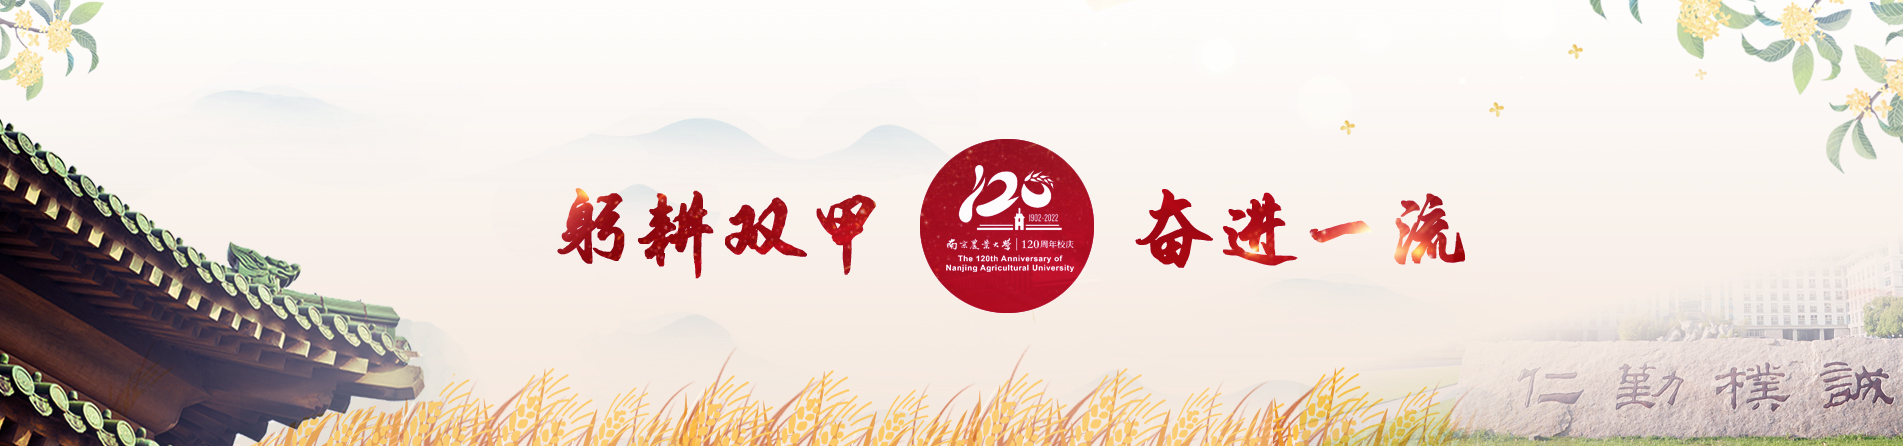 躬耕双甲
120
1902-2022
南京農業大學 | 120周年校庆
The 120th Anniversary of
Nanjing Agricultural University
奋进一流
仁勤樸誠